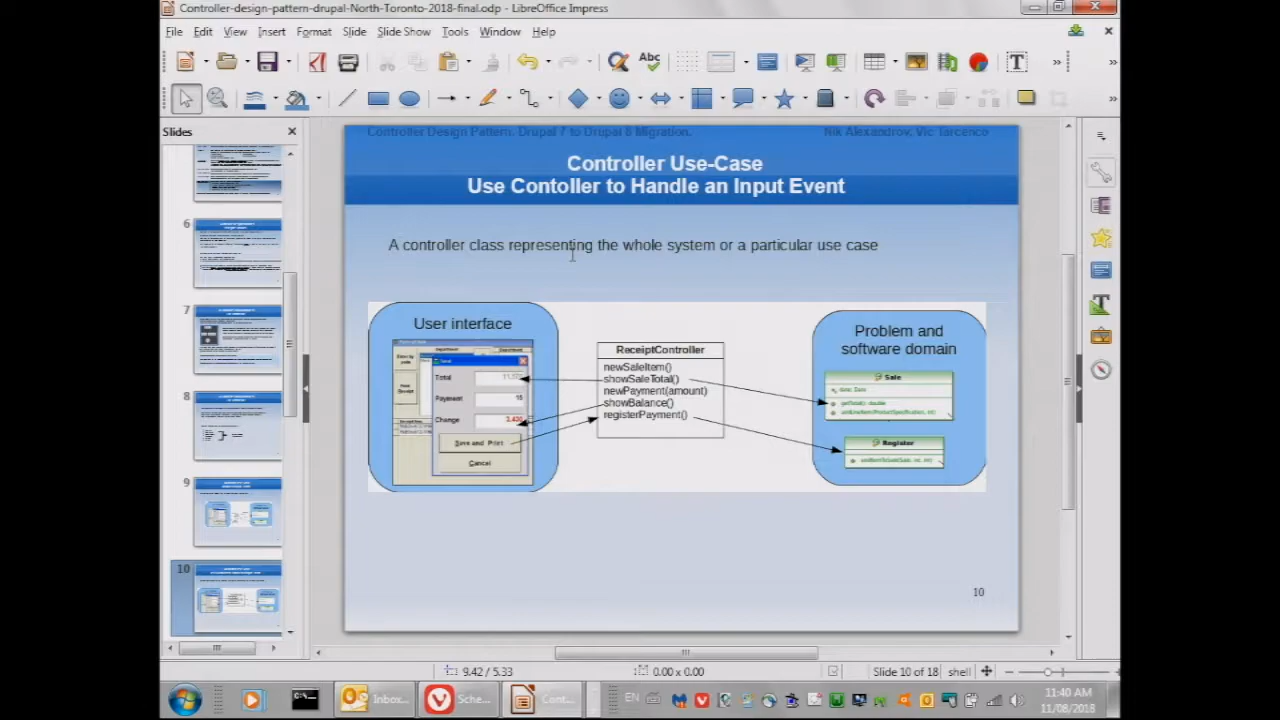 Controller-design-pattern-drupal-North-Toronto-2018-final.odp - LibreOffice Impress
File Edit View Insert Format Slide Slide Show Tools Window Help
Abc
T
Slides
6
7
8
9
10
Controller Design Pattern. Drupal 7 to Drupal 8 Migration.
Nik Alexandrov, Vic Tarcenco
Controller Use-Case
Use Contoller to Handle an Input Event
A controller class representing the whole system or a particular use case
User interface
Total
Payment
Change
Save and Print
Cancel
ReceiptController
newSaleItem()
showSaleTotal()
newPayment(amount)
showBalance()
registerPayment()
Problem and
software domain
Sale
Register
10
9.42 / 5.33
0.00 x 0.00
Slide 10 of 18
shell
Inbox...
Sche...
Cont...
EN
11:40 AM
11/08/2018